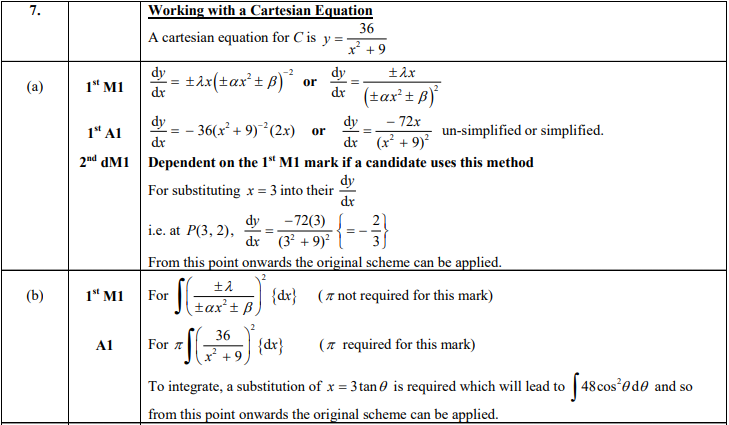 7. Working with a Cartesian Equation
A cartesian equation for C is y = 36/(x² + 9)
(a) 1st M1 dy/dx = ±λx(±αx² ± β)⁻² or dy/dx = ±λx/(±αx² ± β)²
1st A1 dy/dx = −36(x² + 9)⁻²(2x) or dy/dx = −72x/(x² + 9)² un-simplified or simplified.
2nd dM1 Dependent on the 1st M1 mark if a candidate uses this method
For substituting x = 3 into their dy/dx
i.e. at P(3, 2), dy/dx = −72(3)/(3² + 9)² {= −2/3}
From this point onwards the original scheme can be applied.
(b) 1st M1 For ∫(±λ/(±αx² ± β))² {dx} (π not required for this mark)
A1 For π∫(36/(x² + 9))² {dx} (π required for this mark)
To integrate, a substitution of x = 3 tan θ is required which will lead to ∫48cos²θ dθ and so
from this point onwards the original scheme can be applied.